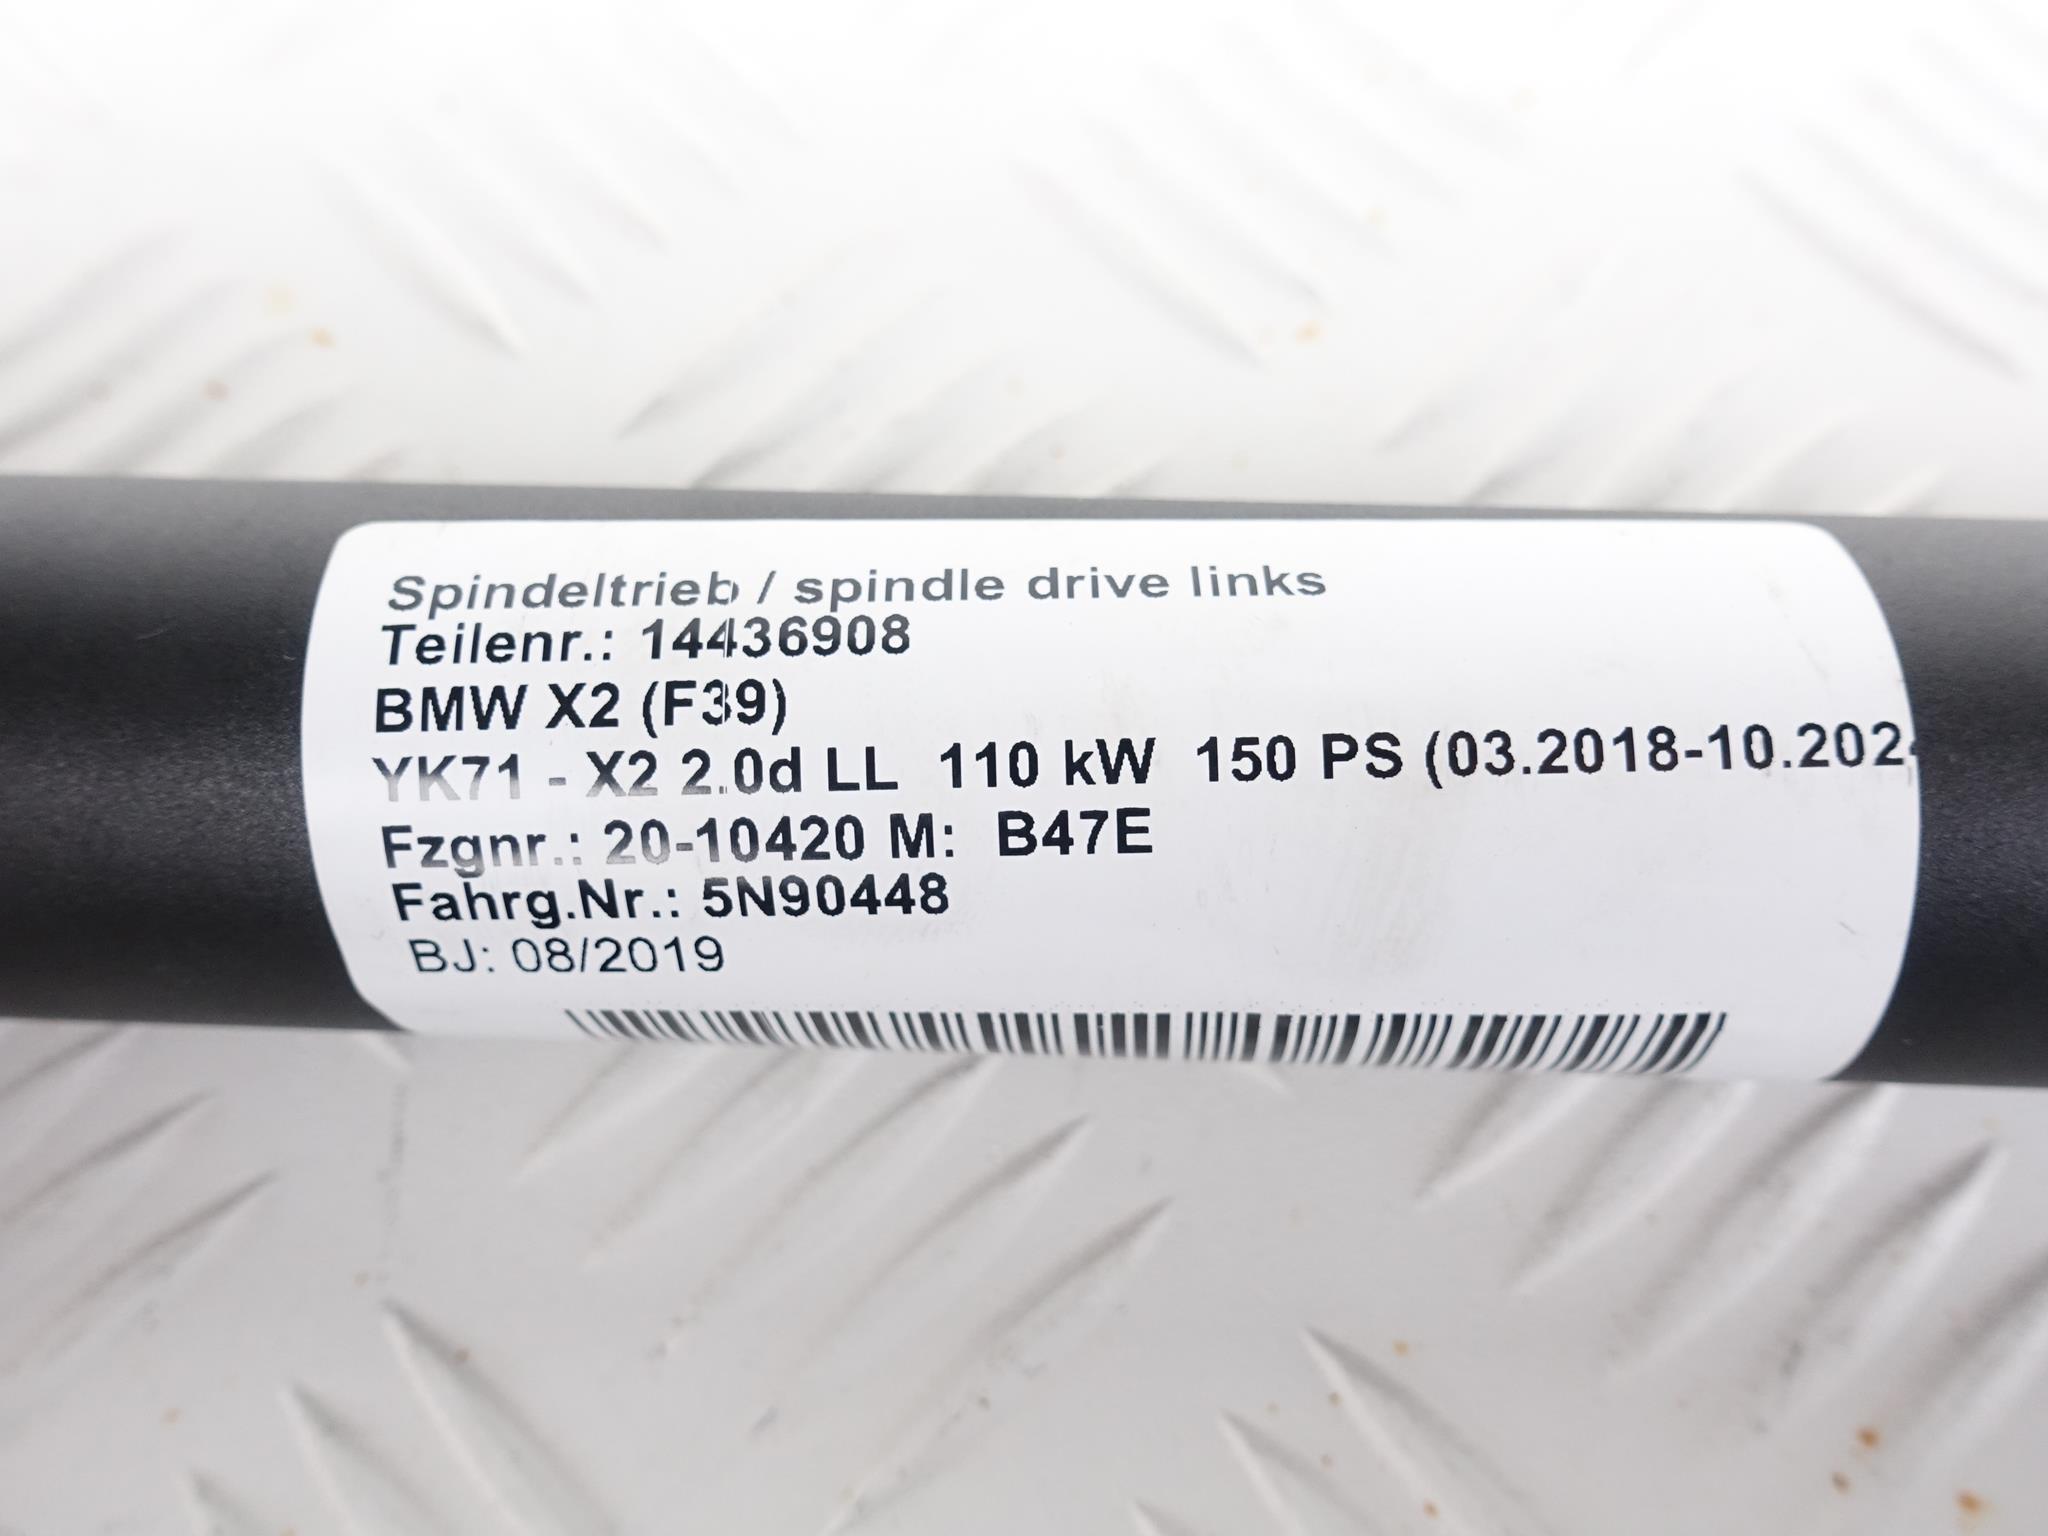 Spindeltrieb / spindle drive links
Teilenr.: 14436908
BMW X2 (F39)
YK71 - X2 2.0d LL 110 kW 150 PS (03.2018-10.202
Fzgnr.: 20-10420 M: B47E
Fahrg.Nr.: 5N90448
BJ: 08/2019